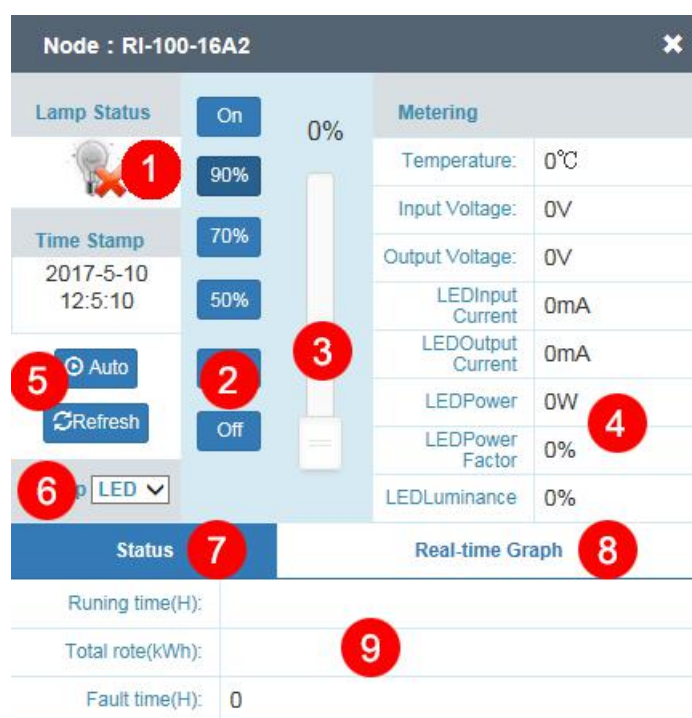 Node : RI-100-16A2
Lamp Status
1
Time Stamp
2017-5-10
12:5:10
5
Auto
Refresh
6
p LED
On
90%
70%
50%
2
Off
0%
3
Metering
Temperature: 0℃
Input Voltage: 0V
Output Voltage: 0V
LEDInput
Current 0mA
LEDOutput
Current 0mA
LEDPower 0W
4
LEDPower
Factor 0%
LEDLuminance 0%
Status 7
Real-time Graph 8
Runing time(H):
Total rote(kWh):
9
Fault time(H): 0